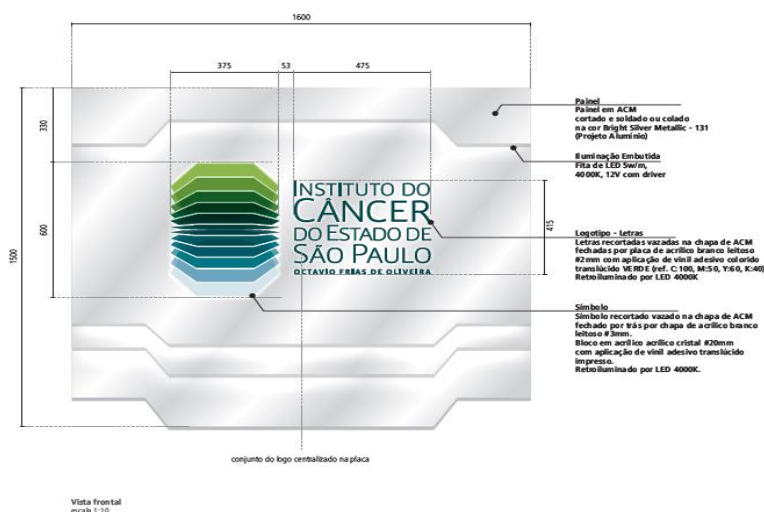 1600
375
53
475
330
600
1500
415
INSTITUTO DO
CÂNCER
DO ESTADO DE
SÃO PAULO
OCTAVIO FRIAS DE OLIVEIRA
Painel
Painel em ACM
cortado e soldado ou colado
na cor Bright Silver Metallic - 131
(Projeto Alumínio)
Iluminação Embutida
Fita de LED 5w/m,
4000K, 12V com driver
Logotipo - Letras
Letras recortadas vazadas na chapa de ACM
fechadas por placa de acrílico branco leitoso
#2mm com aplicação de vinil adesivo colorido
translúcido VERDE (ref. C:100, M:50, Y:60, K:40)
Retroiluminado por LED 4000K
Símbolo
Símbolo recortado vazado na chapa de ACM
fechado por trás por chapa de acrílico branco
leitoso #3mm.
Bloco em acrílico acrílico cristal #20mm
com aplicação de vinil adesivo translúcido
impresso.
Retroiluminado por LED 4000K.
conjunto do logo centralizado na placa
Vista frontal
escala 1:10